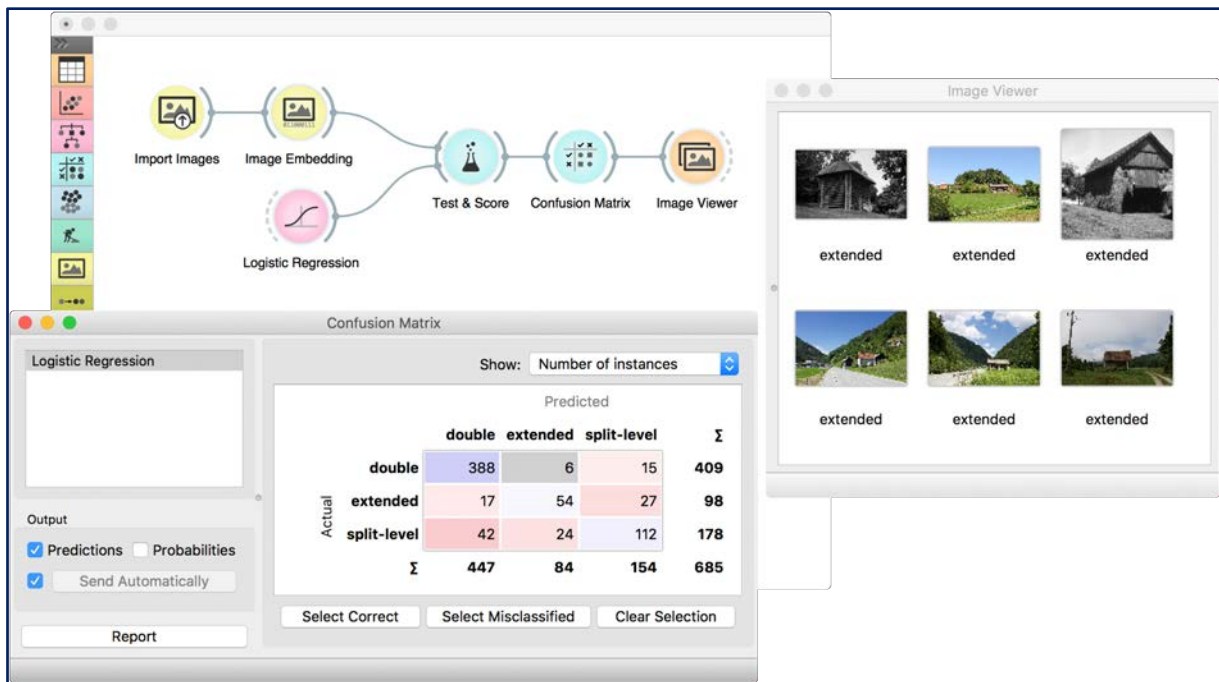 Import Images
Image Embedding
Test & Score
Confusion Matrix
Image Viewer
Logistic Regression
Image Viewer
extended extended extended
extended extended extended
Confusion Matrix
Logistic Regression
Output
Predictions Probabilities
Send Automatically
Report
Show: Number of instances
Predicted
double extended split-level Σ
Actual
double 388 6 15 409
extended 17 54 27 98
split-level 42 24 112 178
Σ 447 84 154 685
Select Correct Select Misclassified Clear Selection